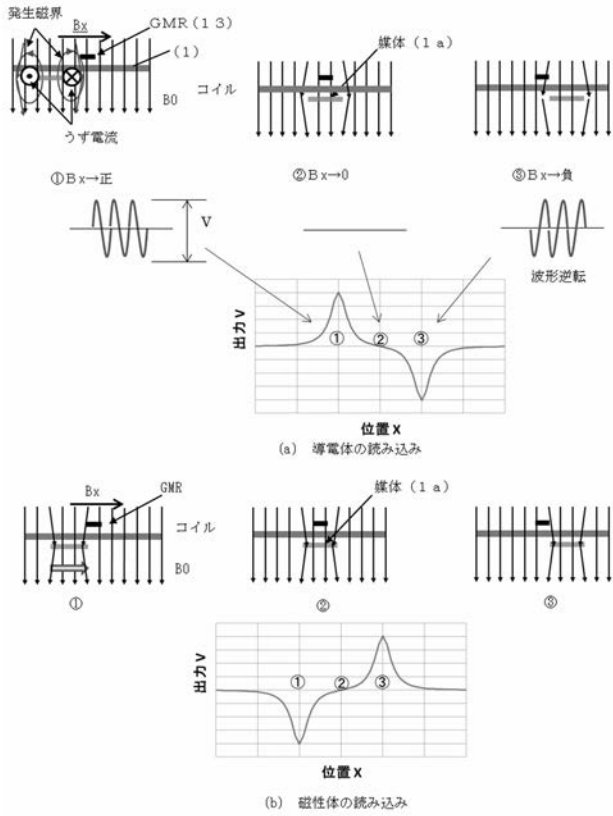 発生磁界
Bx
GMR(13)
(1)
B0
コイル
うず電流
媒体(1a)
①Bx→正
②Bx→0
③Bx→負
V
波形逆転
出力V
①
②
③
位置X
(a) 導電体の読み込み
Bx
GMR
コイル
B0
媒体(1a)
①
②
③
出力V
①
②
③
位置X
(b) 磁性体の読み込み